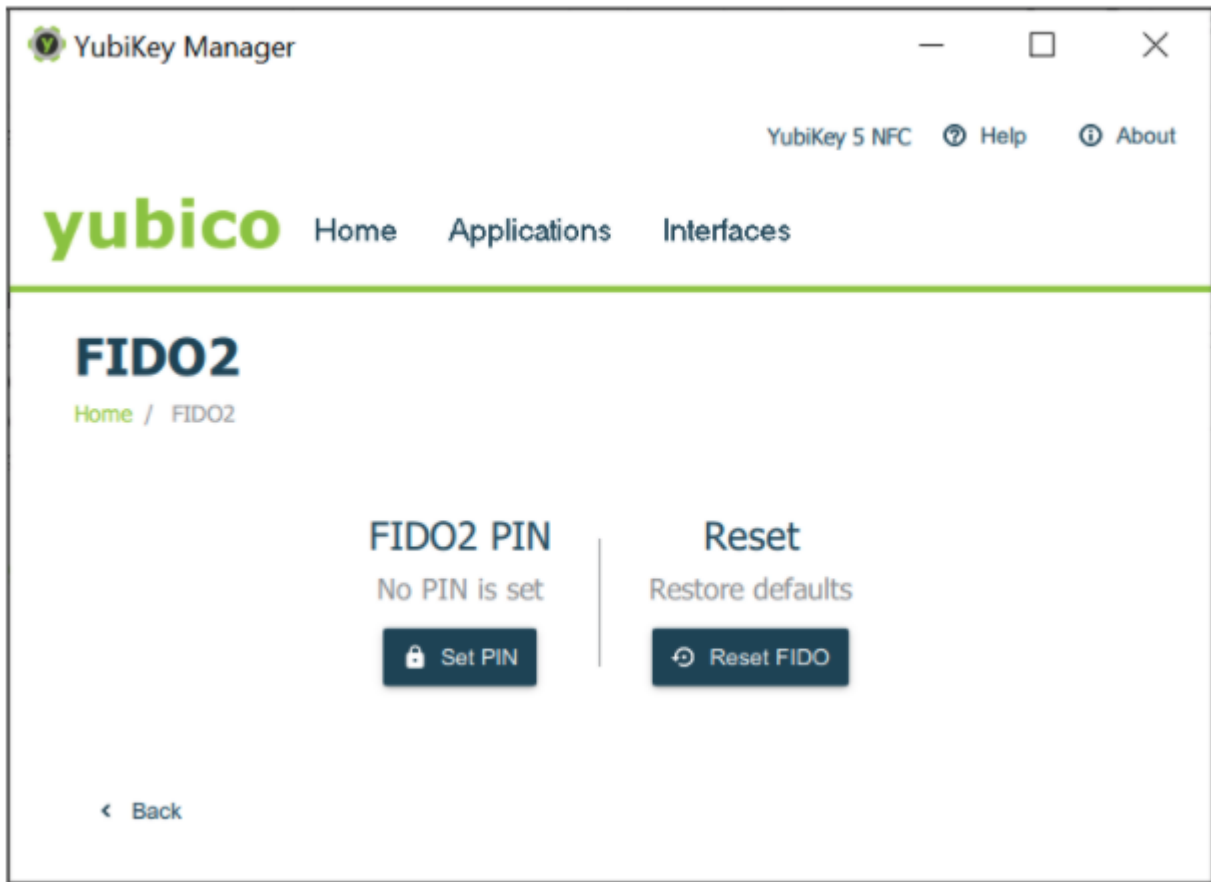 YubiKey Manager
YubiKey 5 NFC Help About
yubico Home Applications Interfaces
FIDO2
Home / FIDO2
FIDO2 PIN
No PIN is set
Set PIN
Reset
Restore defaults
Reset FIDO
Back